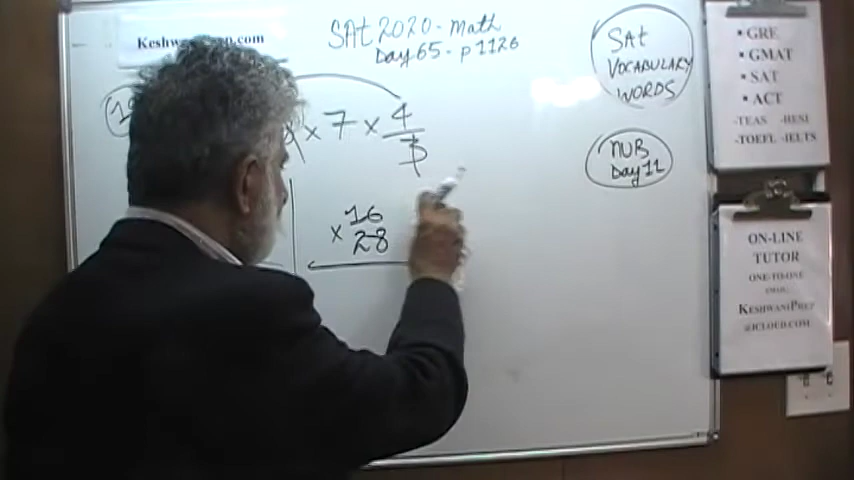 SAt 2020 - Math
Day 65 - p 1126
× 7 × 4
3
16
× 28
SAt
VOCABULARY
WORDS
NUB
Day 11
• GRE
• GMAT
• SAT
• ACT
-TEAS -HESI
-TOEFL -IELTS
ON-LINE
TUTOR
ONE-TO-ONE
KESHWANIPREP
@ICLOUD.COM